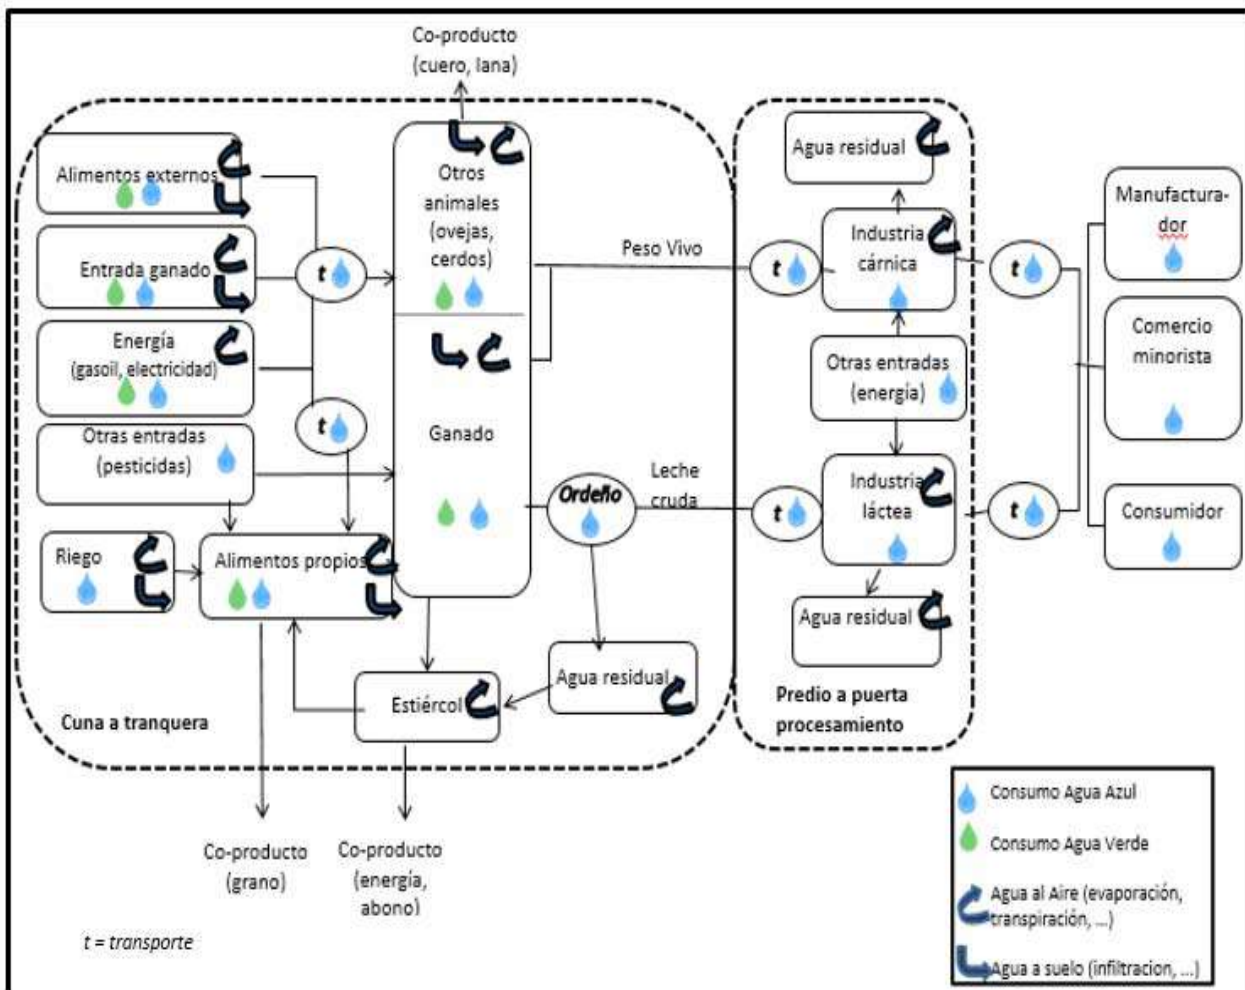 Co-producto
(cuero, lana)
Alimentos externos
Entrada ganado
Energía
(gasoil, electricidad)
Otras entradas
(pesticidas)
Riego
Alimentos propios
t
t
Otros
animales
(ovejas,
cerdos)
Ganado
Ordeño
Estiércol
Agua residual
Cuna a tranquera
Peso Vivo
Leche
cruda
Agua residual
t
Industria
cárnica
Otras entradas
(energía)
t
Industria
láctea
Agua residual
Predio a puerta
procesamiento
t
t
Manufactura-
dor
Comercio
minorista
Consumidor
Co-producto
(grano)
Co-producto
(energía,
abono)
t = transporte
Consumo Agua Azul
Consumo Agua Verde
Agua al Aire (evaporación,
transpiración, ...)
Agua a suelo (infiltracion, ...)